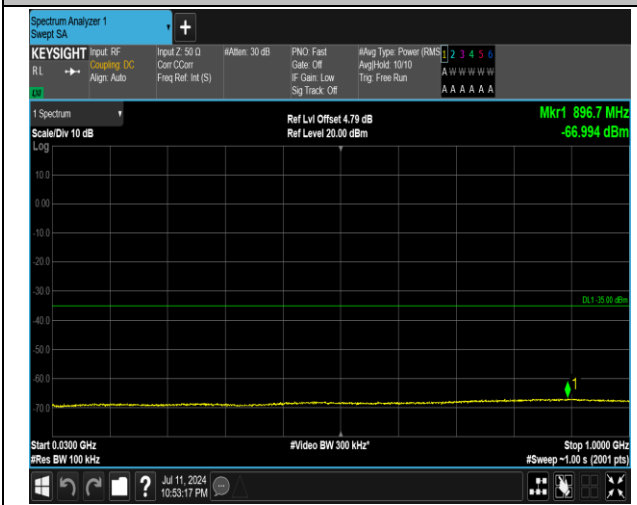 Spectrum Analyzer 1
Swept SA
+
KEYSIGHT
RL
LXI
Input: RF
Coupling: DC
Align: Auto
Input Z: 50 Ω
Corr CCorr
Freq Ref: Int (S)
#Atten: 30 dB
PNO: Fast
Gate: Off
IF Gain: Low
Sig Track: Off
#Avg Type: Power (RMS
Avg|Hold: 10/10
Trig: Free Run
1 2 3 4 5 6
A W W W W W
A A A A A A
1 Spectrum
Scale/Div 10 dB
Log
Ref Lvl Offset 4.79 dB
Ref Level 20.00 dBm
Mkr1 896.7 MHz
-66.994 dBm
10.0
0.00
-10.0
-20.0
-30.0
DL1 -35.00 dBm
-40.0
-50.0
-60.0
1
-70.0
Start 0.0300 GHz
#Res BW 100 kHz
#Video BW 300 kHz*
Stop 1.0000 GHz
#Sweep ~1.00 s (2001 pts)
?
Jul 11, 2024
10:53:17 PM